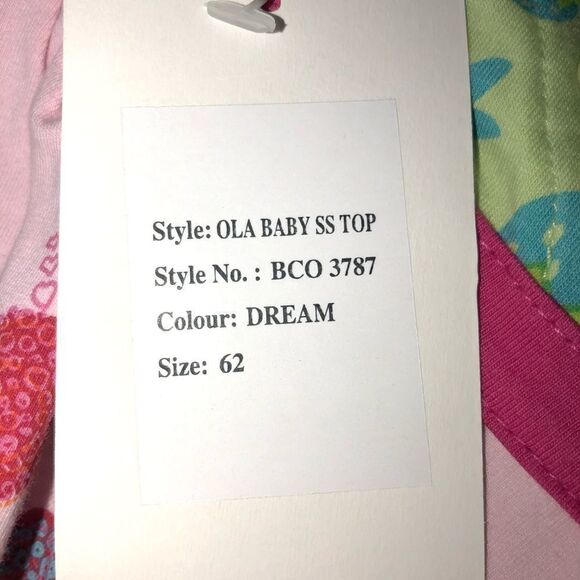 Style: OLA BABY SS TOP
Style No. : BCO 3787
Colour: DREAM
Size: 62